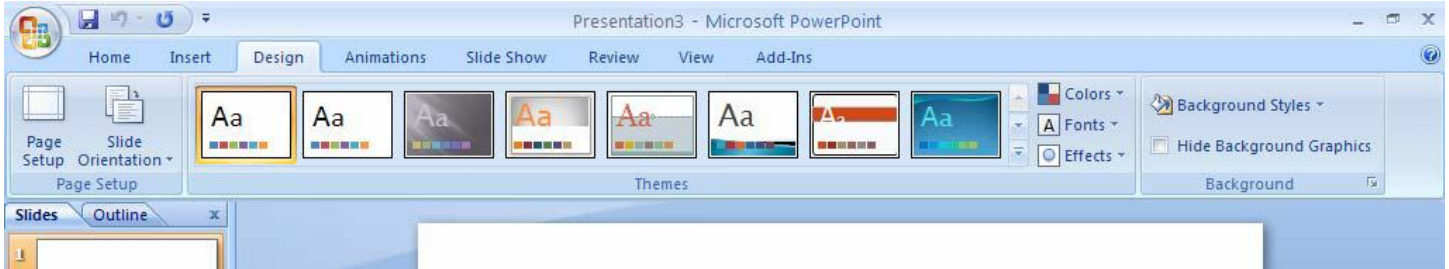 Presentation3 - Microsoft PowerPoint
Home Insert Design Animations Slide Show Review View Add-Ins
Page Setup
Slide Orientation
Aa Aa Aa Aa Aa Aa Aa Aa
Colors
Fonts
Effects
Background Styles
Hide Background Graphics
Page Setup Themes Background
Slides Outline x
1